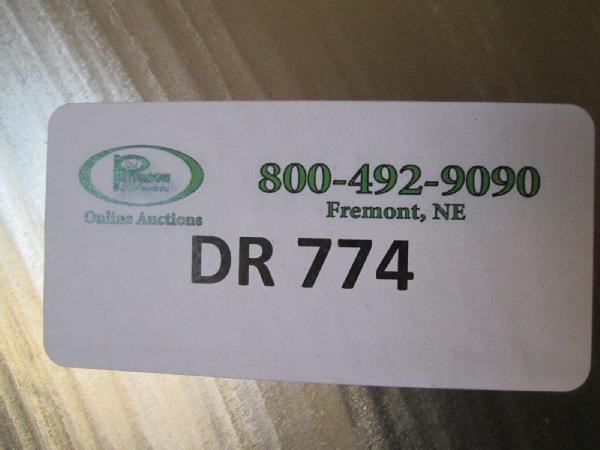 800-492-9090
Fremont, NE
Online Auctions
DR 774